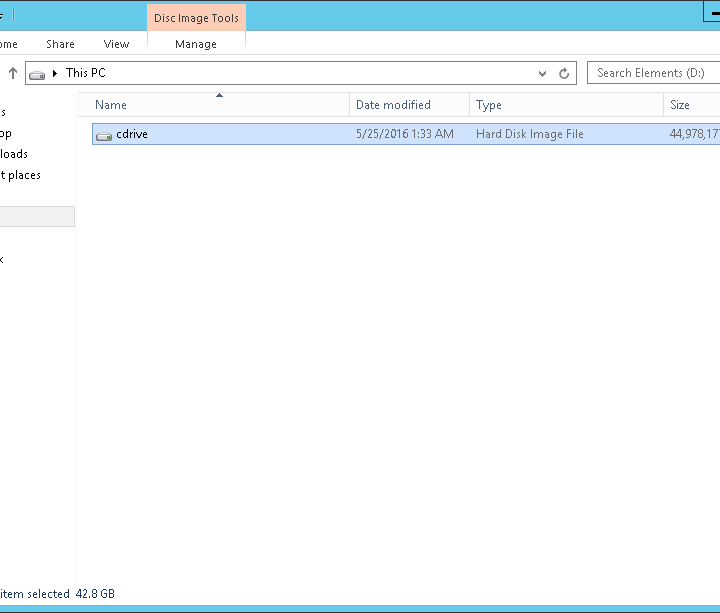 Disc Image Tools
ome Share View Manage
This PC
Search Elements (D:)
Name Date modified Type Size
s
op
cdrive 5/25/2016 1:33 AM Hard Disk Image File 44,978,17
loads
t places
k
item selected 42.8 GB